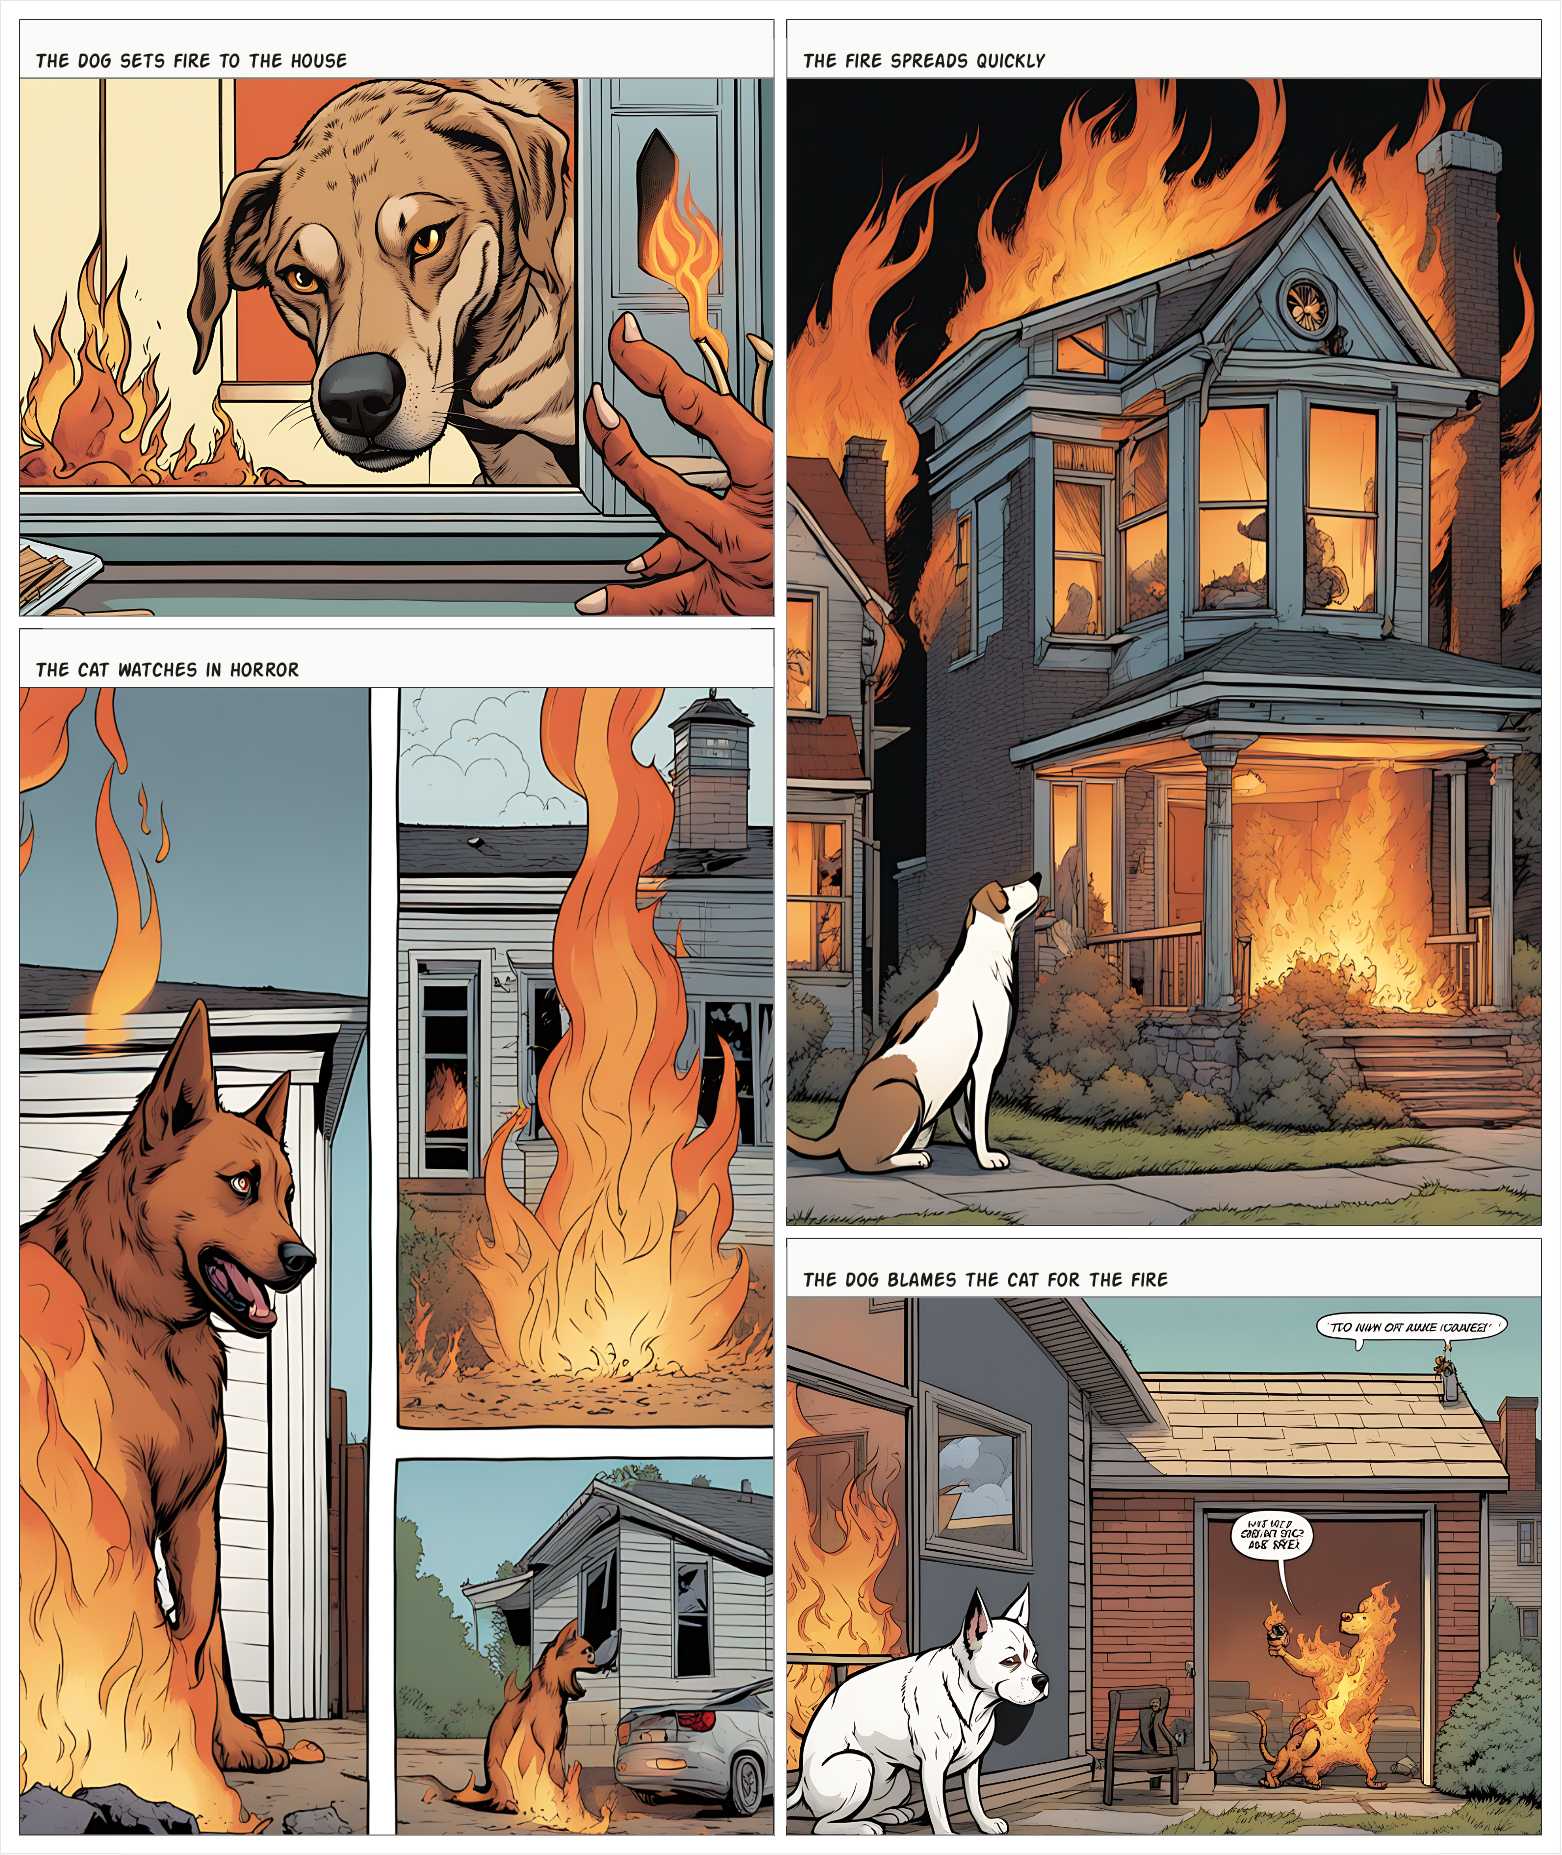 THE DOG SETS FIRE TO THE HOUSE
THE FIRE SPREADS QUICKLY
THE CAT WATCHES IN HORROR
THE DOG BLAMES THE CAT FOR THE FIRE